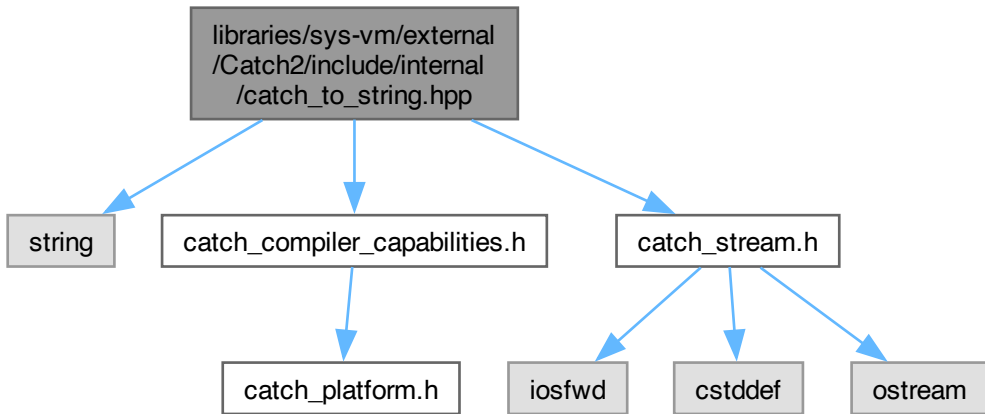 libraries/sys-vm/external
/Catch2/include/internal
/catch_to_string.hpp
string
catch_compiler_capabilities.h
catch_stream.h
catch_platform.h
iosfwd
cstddef
ostream